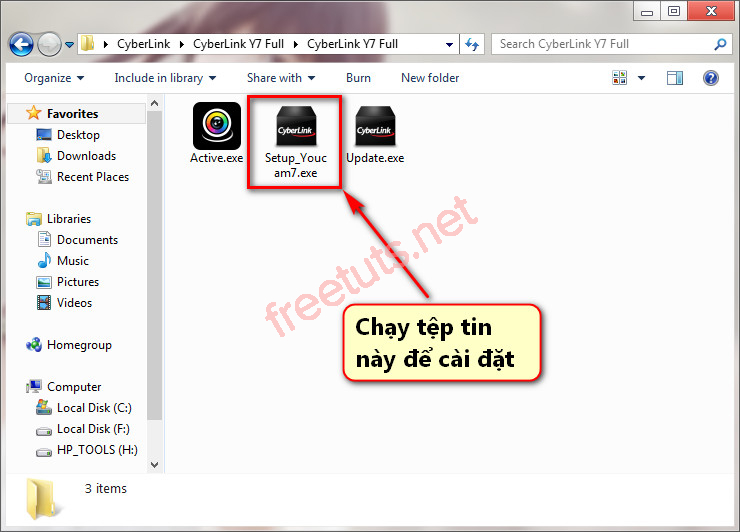 CyberLink CyberLink Y7 Full CyberLink Y7 Full
Search CyberLink Y7 Full
Organize Include in library Share with Burn New folder
Favorites
Desktop
Downloads
Recent Places
Libraries
Documents
Music
Pictures
Videos
Homegroup
Computer
Local Disk (C:)
Local Disk (F:)
HP_TOOLS (H:)
CyberLink
CyberLink
Active.exe
Setup_Youc
am7.exe
Update.exe
freetuts.net
Chạy tệp tin
này để cài đặt
3 items